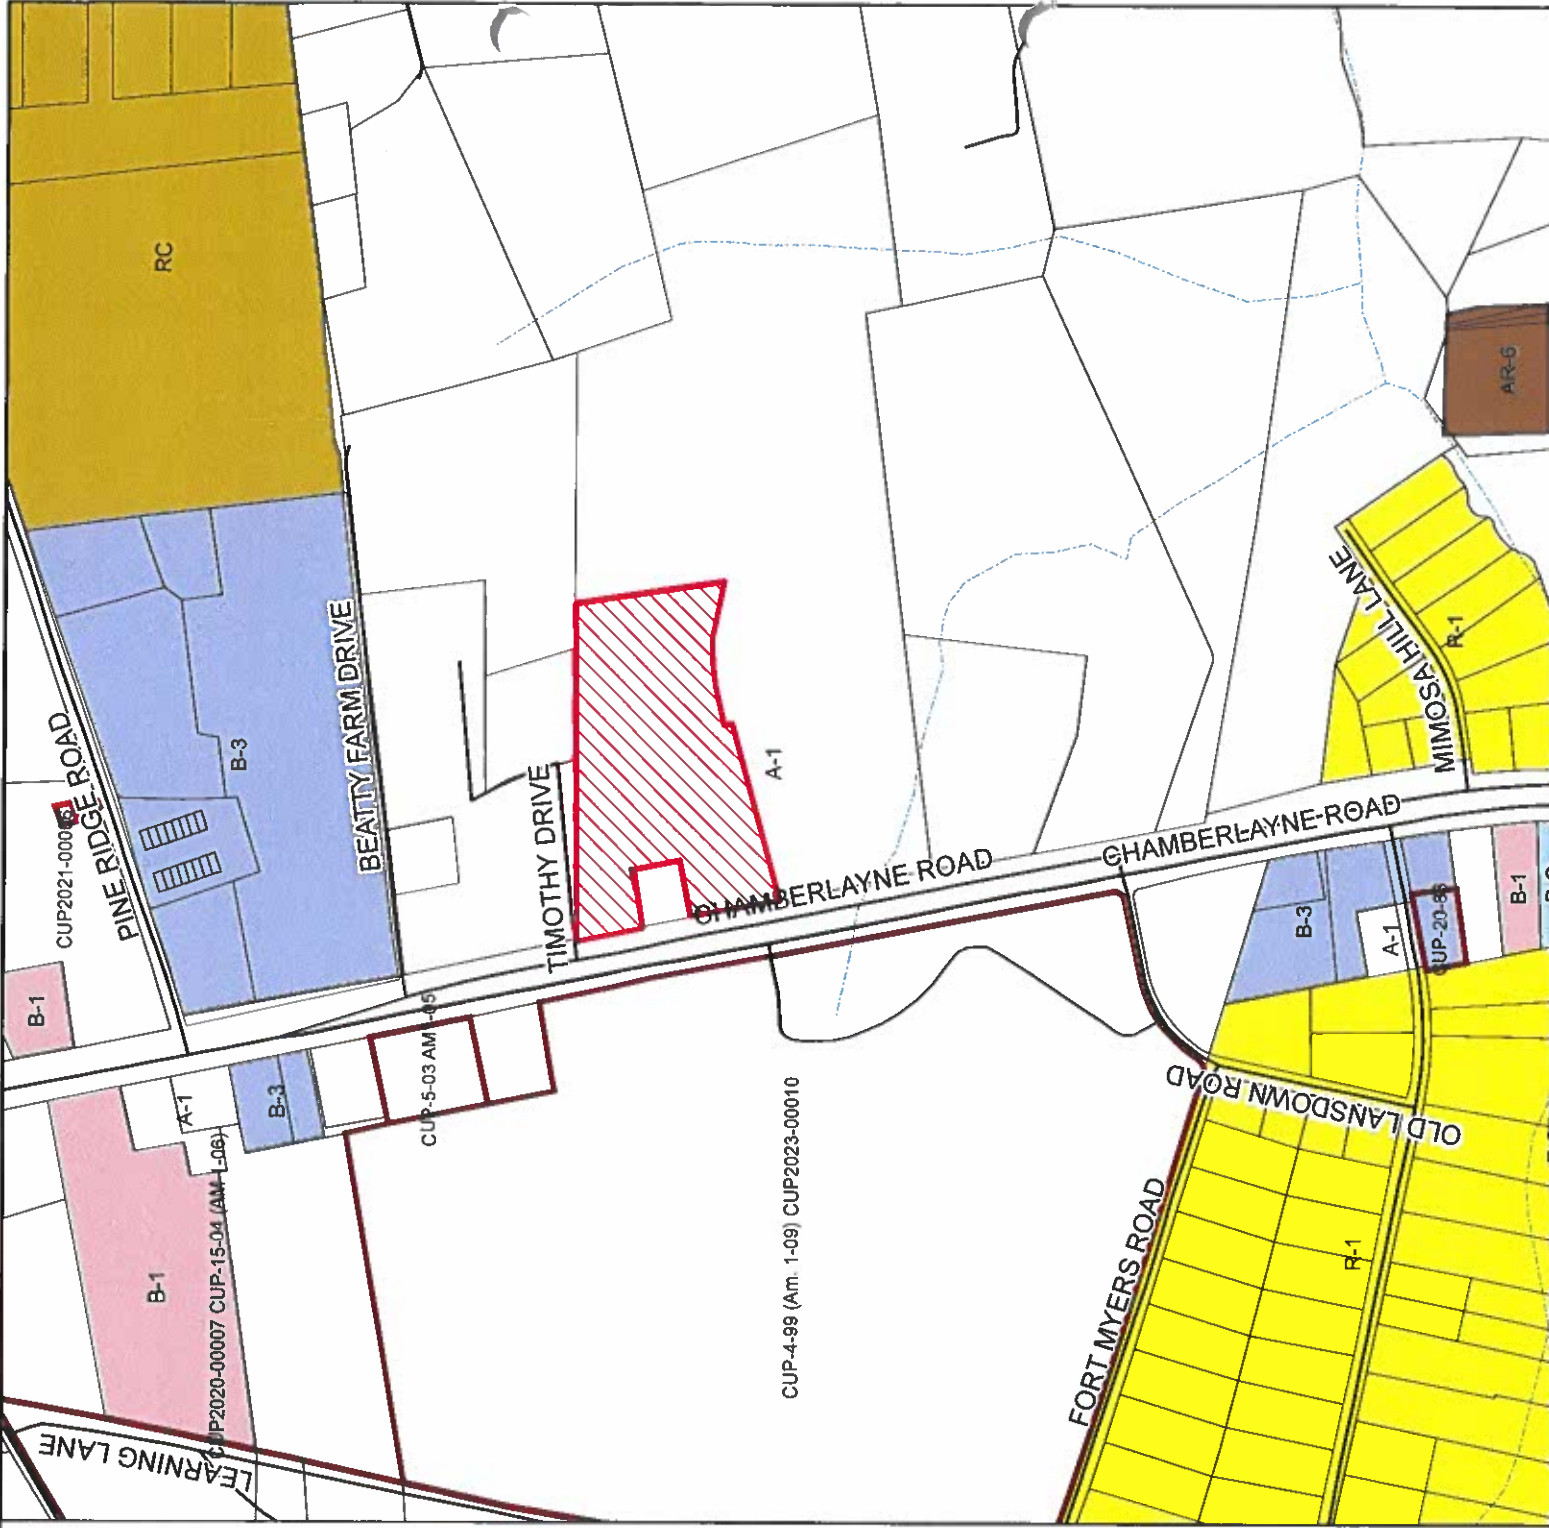 RC
PINE RIDGE ROAD
CUP2021-000
B-3
BEATTY FARM DRIVE
TIMOTHY DRIVE
A-1
CHAMBERLAYNE ROAD
CHAMBERLAYNE ROAD
MIMOSA HILL LANE
R-1
AR-6
B-1
B-1
A-1
B-3
CUP2020-00007 CUP-15-04 (AM 1-06)
LEARNING LANE
CUP-5-03 AM 1-05
CUP-4-99 (Am. 1-09) CUP2023-00010
B-3
A-1
B-1
OLD LANSDOWN ROAD
FORT MYERS ROAD
R-1